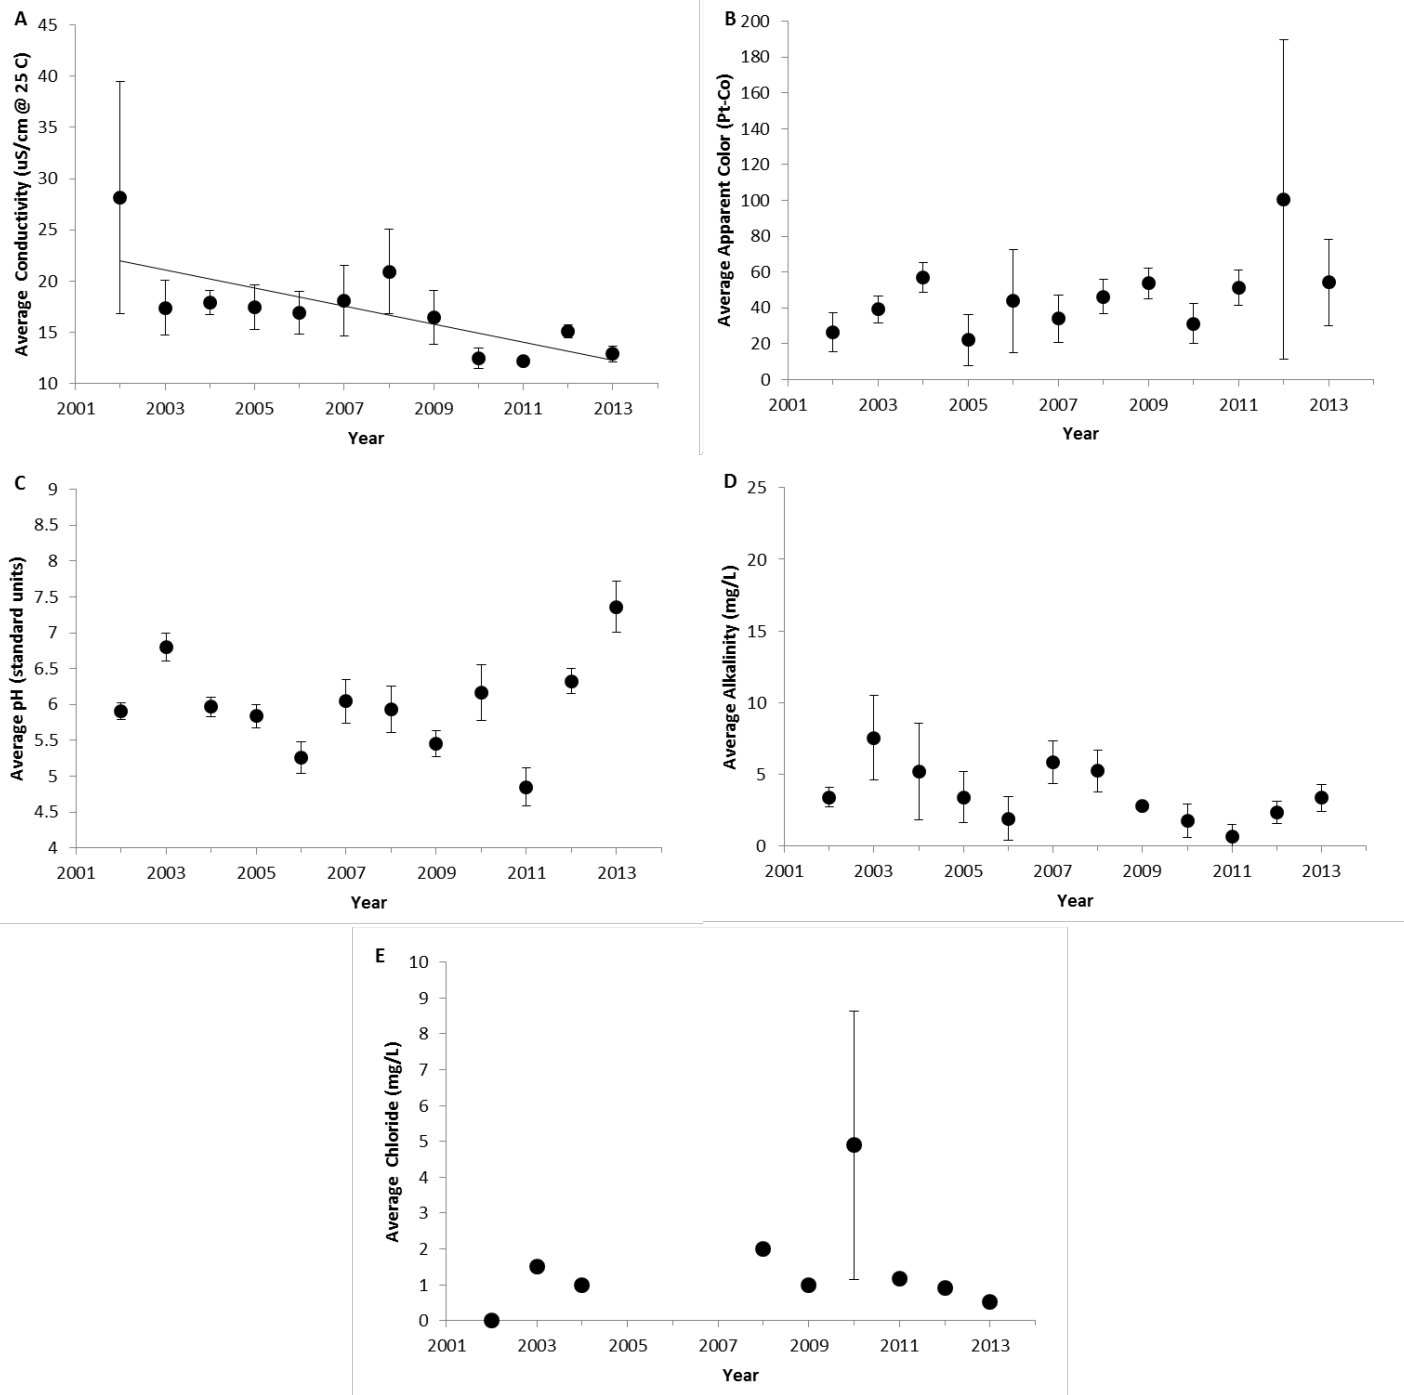 A
45
40
35
30
25
20
15
10
Average Conductivity (uS/cm @ 25 C)
2001 2003 2005 2007 2009 2011 2013
Year
B
200
180
160
140
120
100
80
60
40
20
0
Average Apparent Color (Pt-Co)
2001 2003 2005 2007 2009 2011 2013
Year
C
9
8.5
8
7.5
7
6.5
6
5.5
5
4.5
4
Average pH (standard units)
2001 2003 2005 2007 2009 2011 2013
Year
D
25
20
15
10
5
0
Average Alkalinity (mg/L)
2001 2003 2005 2007 2009 2011 2013
Year
E
10
9
8
7
6
5
4
3
2
1
0
Average Chloride (mg/L)
2001 2003 2005 2007 2009 2011 2013
Year